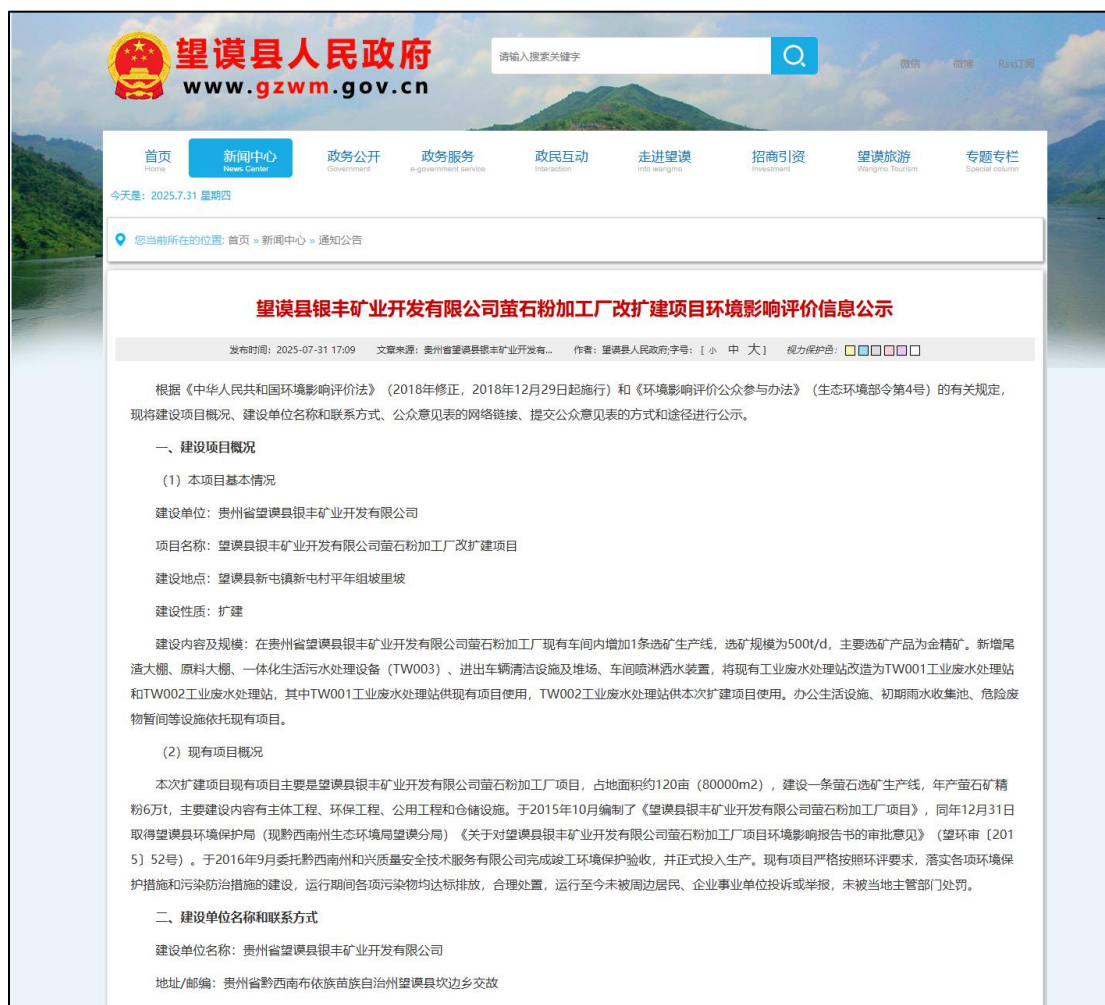 望谟县人民政府
www.gzwm.gov.cn
请输入搜素关键字
微信 微博 Rss订阅
首页 新闻中心 政务公开 政务服务 政民互动 走进望谟 招商引资 望谟旅游 专题专栏
Home News Center Government e-government service Interaction into wangmo Investment Wangmo Tourism Special column
今天是：2025.7.31 星期四
您当前所在的位置: 首页 » 新闻中心 » 通知公告
望谟县银丰矿业开发有限公司萤石粉加工厂改扩建项目环境影响评价信息公示
发布时间：2025-07-31 17:09 文章来源：贵州省望谟县银丰矿业开发有... 作者：望谟县人民政府;字号：[ 小 中 大 ] 视力保护色：
根据《中华人民共和国环境影响评价法》（2018年修正，2018年12月29日起施行）和《环境影响评价公众参与办法》（生态环境部令第4号）的有关规定，
现将建设项目概况、建设单位名称和联系方式、公众意见表的网络链接、提交公众意见表的方式和途径进行公示。
一、建设项目概况
（1）本项目基本情况
建设单位：贵州省望谟县银丰矿业开发有限公司
项目名称：望谟县银丰矿业开发有限公司萤石粉加工厂改扩建项目
建设地点：望谟县新屯镇新屯村平年组坡里坡
建设性质：扩建
建设内容及规模：在贵州省望谟县银丰矿业开发有限公司萤石粉加工厂现有车间内增加1条选矿生产线，选矿规模为500t/d，主要选矿产品为金精矿。新增尾
渣大棚、原料大棚、一体化生活污水处理设备（TW003）、进出车辆清洁设施及堆场、车间喷淋洒水装置，将现有工业废水处理站改造为TW001工业废水处理站
和TW002工业废水处理站，其中TW001工业废水处理站供现有项目使用，TW002工业废水处理站供本次扩建项目使用。办公生活设施、初期雨水收集池、危险废
物暂间等设施依托现有项目。
（2）现有项目概况
本次扩建项目现有项目主要是望谟县银丰矿业开发有限公司萤石粉加工厂项目，占地面积约120亩（80000m2），建设一条萤石选矿生产线，年产萤石矿精
粉6万t，主要建设内容有主体工程、环保工程、公用工程和仓储设施。于2015年10月编制了《望谟县银丰矿业开发有限公司萤石粉加工厂项目》，同年12月31日
取得望谟县环境保护局（现黔西南州生态环境局望谟分局）《关于对望谟县银丰矿业开发有限公司萤石粉加工厂项目环境影响报告书的审批意见》（望环审〔201
5〕52号）。于2016年9月委托黔西南州和兴质量安全技术服务有限公司完成竣工环境保护验收，并正式投入生产。现有项目严格按照环评要求，落实各项环境保
护措施和污染防治措施的建设，运行期间各项污染物均达标排放，合理处置，运行至今未被周边居民、企业事业单位投诉或举报，未被当地主管部门处罚。
二、建设单位名称和联系方式
建设单位名称：贵州省望谟县银丰矿业开发有限公司
地址/邮编：贵州省黔西南布依族苗族自治州望谟县坎边乡交故